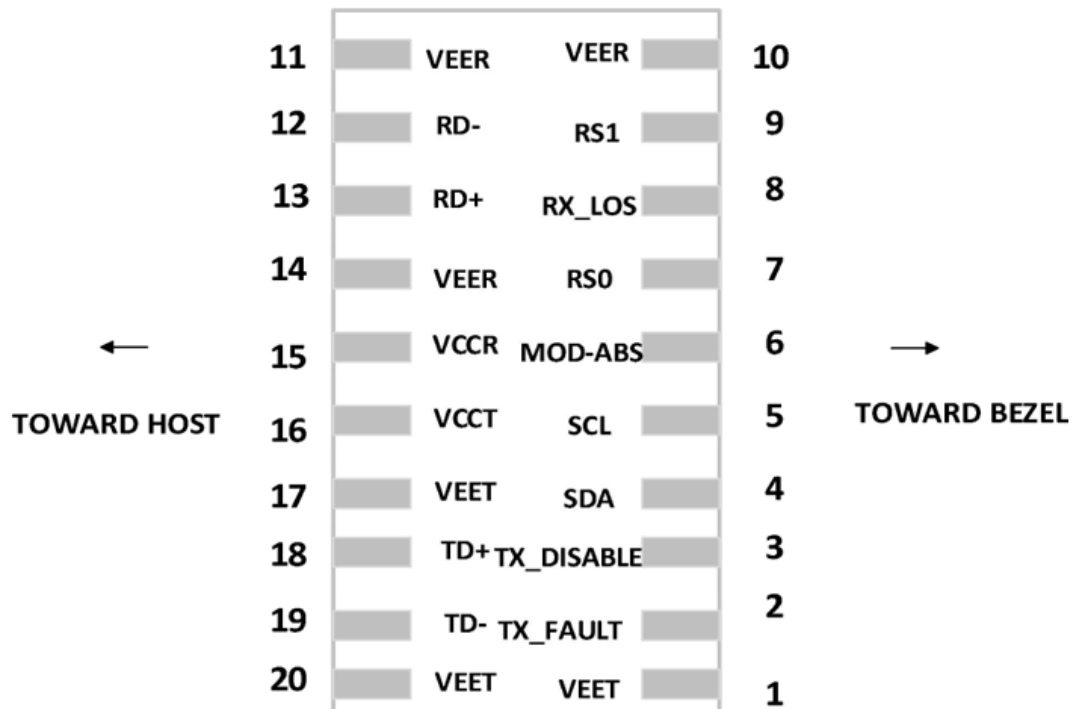 11 VEER VEER 10
12 RD- RS1 9
13 RD+ RX_LOS 8
14 VEER RS0 7
15 VCCR MOD-ABS 6
TOWARD HOST TOWARD BEZEL
16 VCCT SCL 5
17 VEET SDA 4
18 TD+ TX_DISABLE 3
19 TD- TX_FAULT 2
20 VEET VEET 1